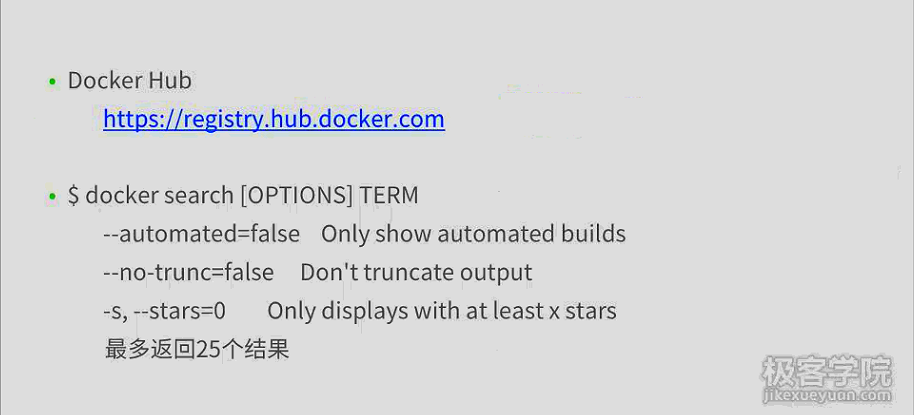 • Docker Hub
https://registry.hub.docker.com
• $ docker search [OPTIONS] TERM
--automated=false Only show automated builds
--no-trunc=false Don't truncate output
-s, --stars=0 Only displays with at least x stars
最多返回25个结果
极客学院
jikexueyuan.com